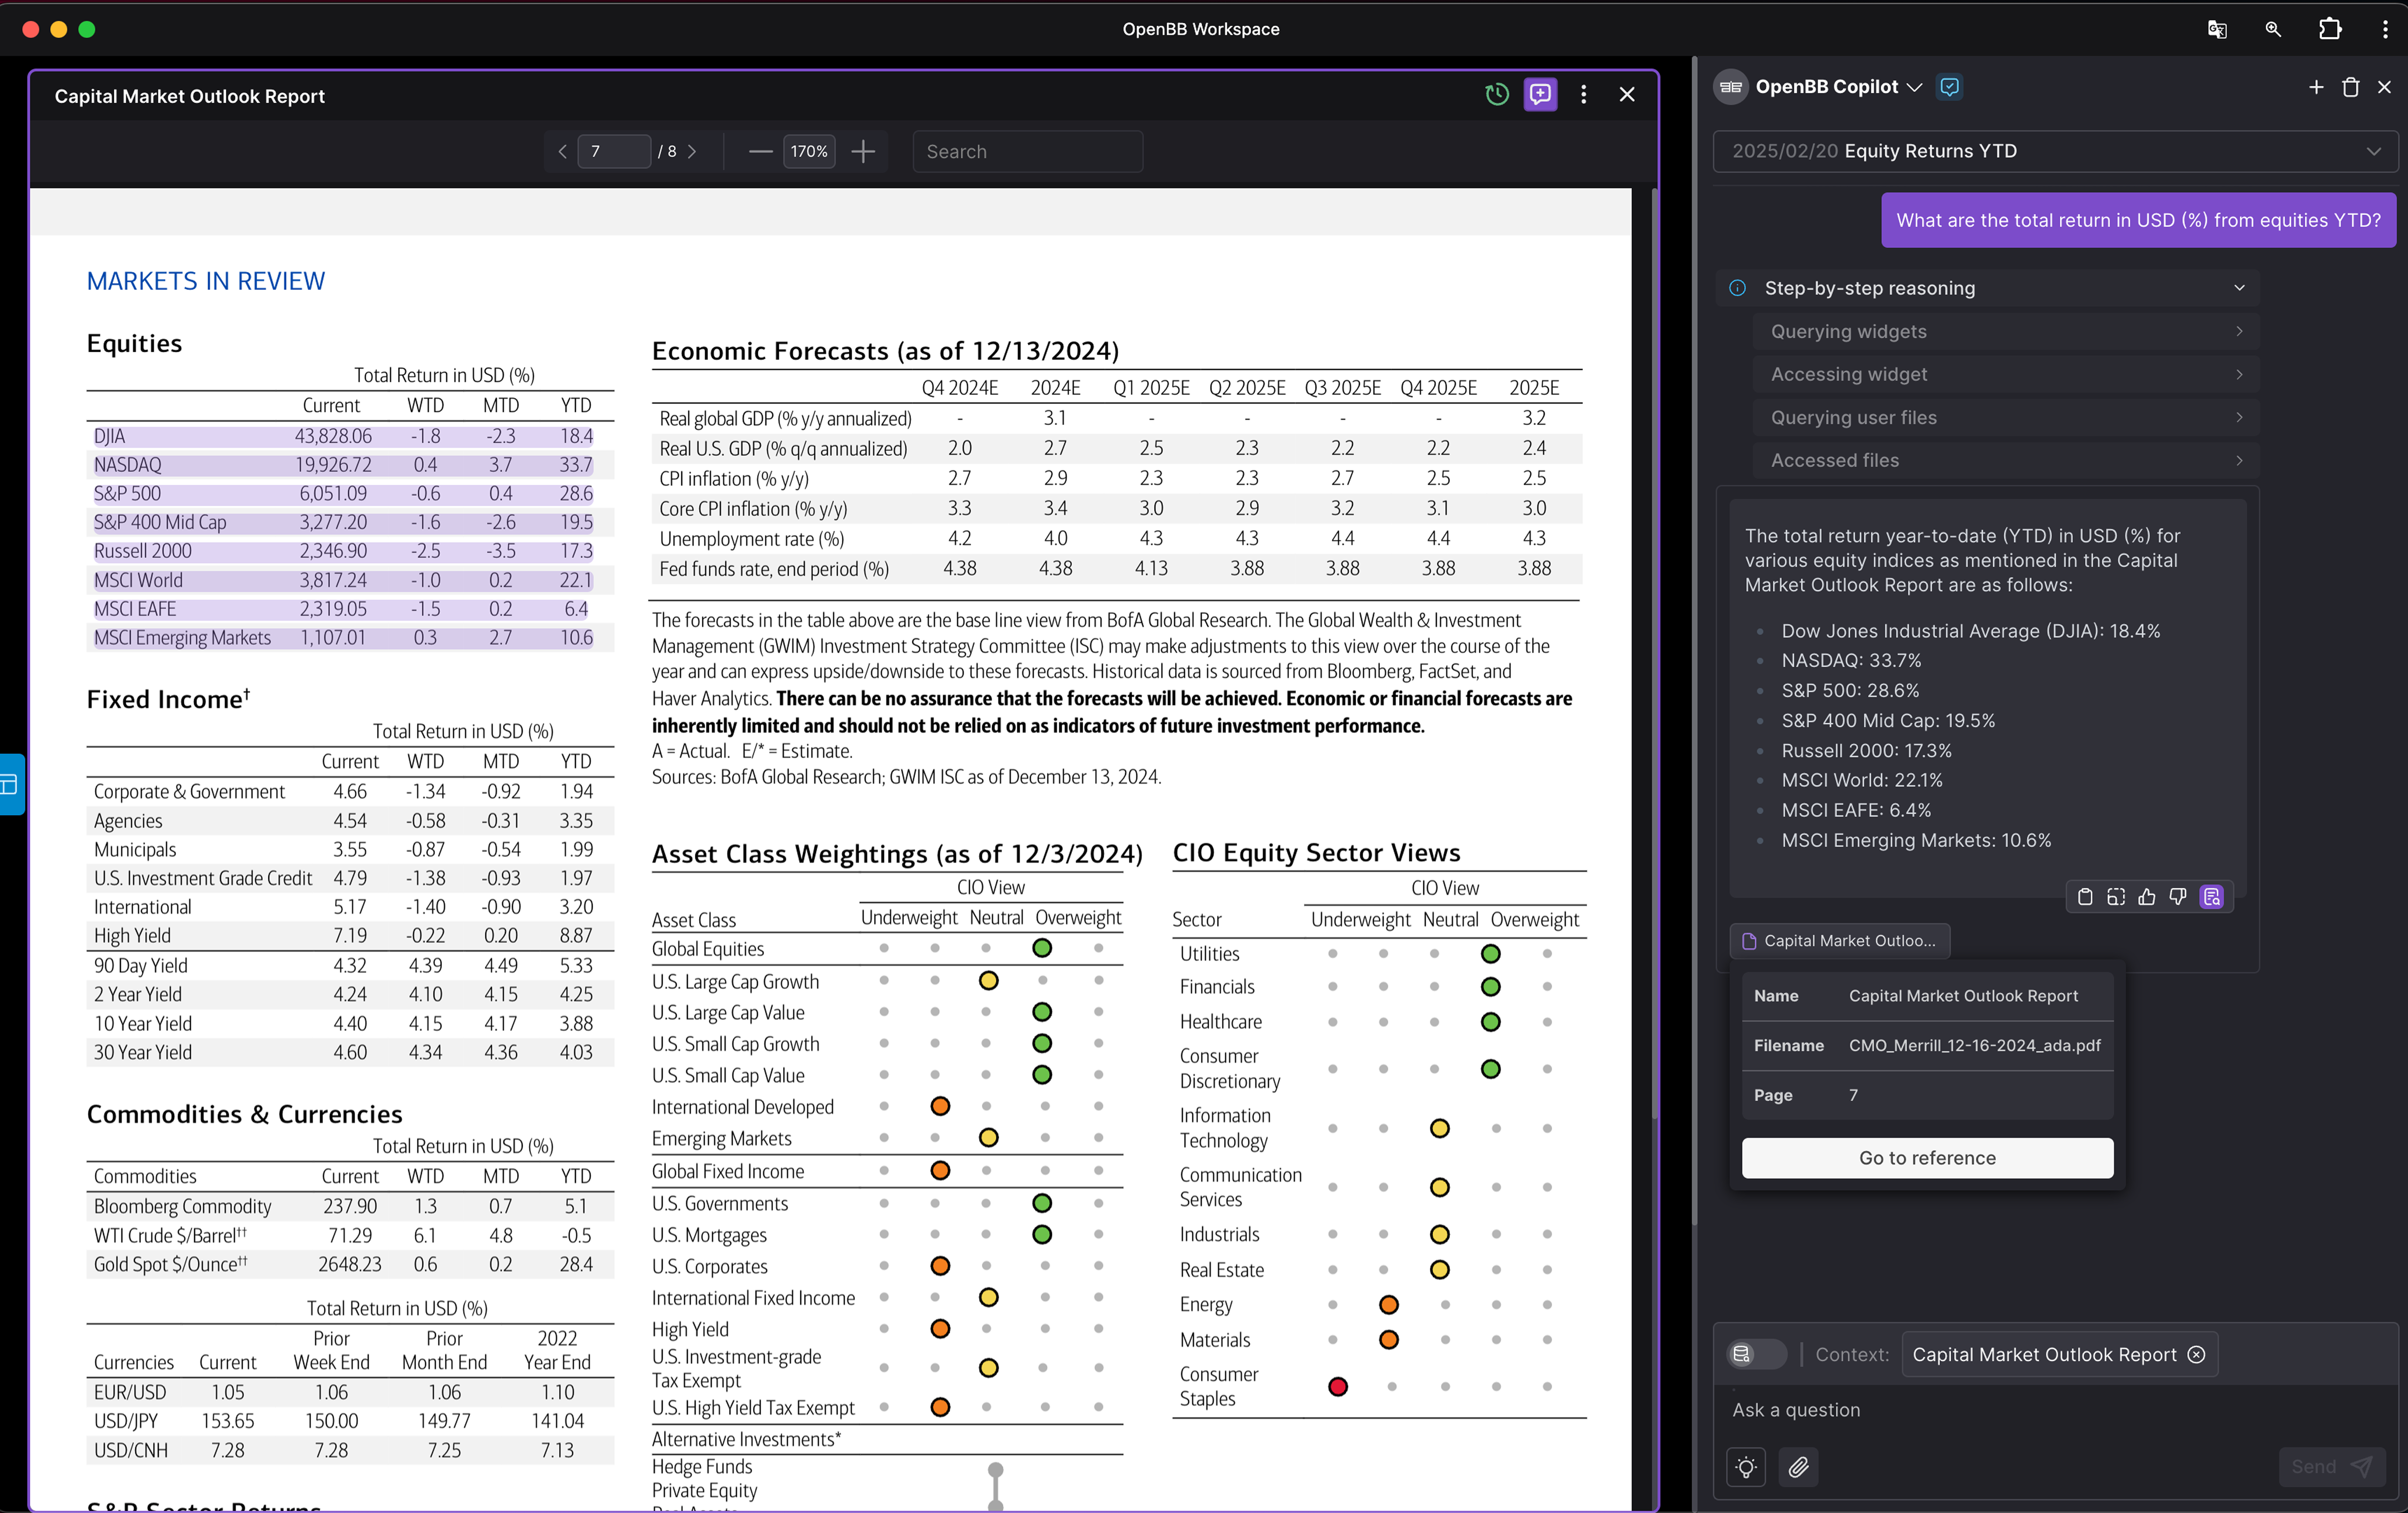 OpenBB Workspace
Capital Market Outlook Report
7 / 8
170%
Search
MARKETS IN REVIEW
Equities
Total Return in USD (%)
Current WTD MTD YTD
DJIA 43,828.06 -1.8 -2.3 18.4
NASDAQ 19,926.72 0.4 3.7 33.7
S&P 500 6,051.09 -0.6 0.4 28.6
S&P 400 Mid Cap 3,277.20 -1.6 -2.6 19.5
Russell 2000 2,346.90 -2.5 -3.5 17.3
MSCI World 3,817.24 -1.0 0.2 22.1
MSCI EAFE 2,319.05 -1.5 0.2 6.4
MSCI Emerging Markets 1,107.01 0.3 2.7 10.6
Fixed Income†
Total Return in USD (%)
Current WTD MTD YTD
Corporate & Government 4.66 -1.34 -0.92 1.94
Agencies 4.54 -0.58 -0.31 3.35
Municipals 3.55 -0.87 -0.54 1.99
U.S. Investment Grade Credit 4.79 -1.38 -0.93 1.97
International 5.17 -1.40 -0.90 3.20
High Yield 7.19 -0.22 0.20 8.87
90 Day Yield 4.32 4.39 4.49 5.33
2 Year Yield 4.24 4.10 4.15 4.25
10 Year Yield 4.40 4.15 4.17 3.88
30 Year Yield 4.60 4.34 4.36 4.03
Commodities & Currencies
Total Return in USD (%)
Commodities Current WTD MTD YTD
Bloomberg Commodity 237.90 1.3 0.7 5.1
WTI Crude $/Barrel†† 71.29 6.1 4.8 -0.5
Gold Spot $/Ounce†† 2648.23 0.6 0.2 28.4
Total Return in USD (%)
Prior Prior 2022
Currencies Current Week End Month End Year End
EUR/USD 1.05 1.06 1.06 1.10
USD/JPY 153.65 150.00 149.77 141.04
USD/CNH 7.28 7.28 7.25 7.13
S&P Sector Returns
Economic Forecasts (as of 12/13/2024)
Q4 2024E 2024E Q1 2025E Q2 2025E Q3 2025E Q4 2025E 2025E
Real global GDP (% y/y annualized) - 3.1 - - - - 3.2
Real U.S. GDP (% q/q annualized) 2.0 2.7 2.5 2.3 2.2 2.2 2.4
CPI inflation (% y/y) 2.7 2.9 2.3 2.3 2.7 2.5 2.5
Core CPI inflation (% y/y) 3.3 3.4 3.0 2.9 3.2 3.1 3.0
Unemployment rate (%) 4.2 4.0 4.3 4.3 4.4 4.4 4.3
Fed funds rate, end period (%) 4.38 4.38 4.13 3.88 3.88 3.88 3.88
The forecasts in the table above are the base line view from BofA Global Research. The Global Wealth & Investment
Management (GWIM) Investment Strategy Committee (ISC) may make adjustments to this view over the course of the
year and can express upside/downside to these forecasts. Historical data is sourced from Bloomberg, FactSet, and
Haver Analytics. There can be no assurance that the forecasts will be achieved. Economic or financial forecasts are
inherently limited and should not be relied on as indicators of future investment performance.
A = Actual. E/* = Estimate.
Sources: BofA Global Research; GWIM ISC as of December 13, 2024.
Asset Class Weightings (as of 12/3/2024)
CIO View
Asset Class Underweight Neutral Overweight
Global Equities
U.S. Large Cap Growth
U.S. Large Cap Value
U.S. Small Cap Growth
U.S. Small Cap Value
International Developed
Emerging Markets
Global Fixed Income
U.S. Governments
U.S. Mortgages
U.S. Corporates
International Fixed Income
High Yield
U.S. Investment-grade
Tax Exempt
U.S. High Yield Tax Exempt
Alternative Investments*
Hedge Funds
Private Equity
CIO Equity Sector Views
CIO View
Sector Underweight Neutral Overweight
Utilities
Financials
Healthcare
Consumer
Discretionary
Information
Technology
Communication
Services
Industrials
Real Estate
Energy
Materials
Consumer
Staples
OpenBB Copilot
2025/02/20 Equity Returns YTD
What are the total return in USD (%) from equities YTD?
Step-by-step reasoning
Querying widgets
Accessing widget
Querying user files
Accessed files
The total return year-to-date (YTD) in USD (%) for
various equity indices as mentioned in the Capital
Market Outlook Report are as follows:
Dow Jones Industrial Average (DJIA): 18.4%
NASDAQ: 33.7%
S&P 500: 28.6%
S&P 400 Mid Cap: 19.5%
Russell 2000: 17.3%
MSCI World: 22.1%
MSCI EAFE: 6.4%
MSCI Emerging Markets: 10.6%
Capital Market Outloo...
Name Capital Market Outlook Report
Filename CMO_Merrill_12-16-2024_ada.pdf
Page 7
Go to reference
Context: Capital Market Outlook Report
Ask a question
Send